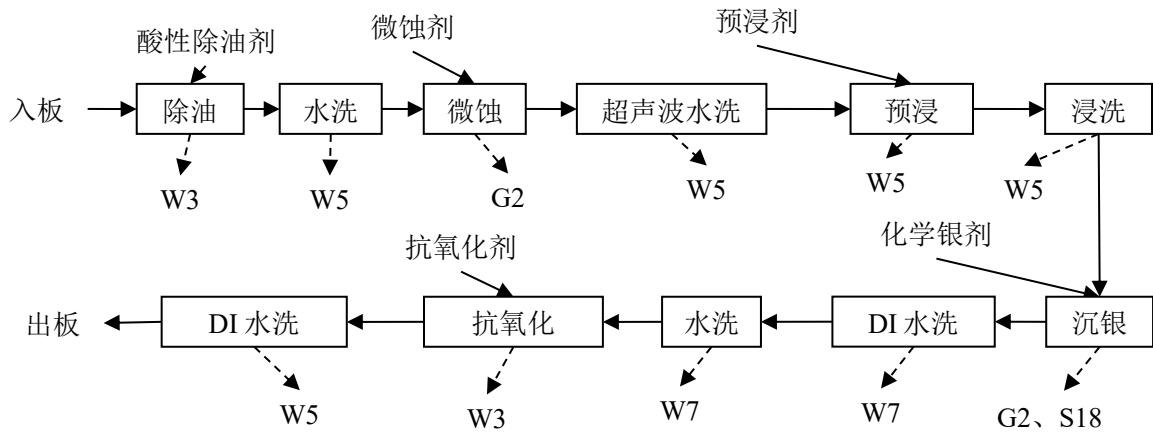 酸性除油剂
微蚀剂
预浸剂
入板
除油
水洗
微蚀
超声波水洗
预浸
浸洗
W3
W5
G2
W5
W5
W5
抗氧化剂
化学银剂
出板
DI 水洗
抗氧化
水洗
DI 水洗
沉银
W5
W3
W7
W7
G2、S18